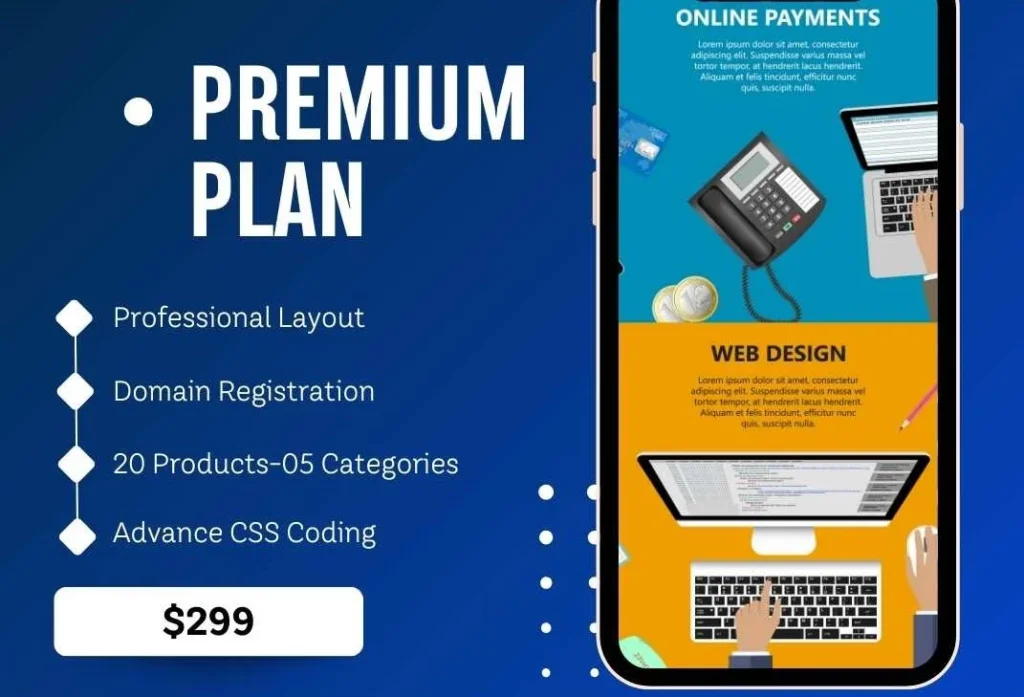 PREMIUM
PLAN
Professional Layout
Domain Registration
20 Products-05 Categories
Advance CSS Coding
$299
ONLINE PAYMENTS
Lorem ipsum dolor sit amet, consectetur
adipiscing elit. Suspendisse varius massa vel
tortor tempor, at hendrerit lacus hendrerit.
Aliquam et felis tincidunt, efficitur nunc
quis, suscipit nulla.
WEB DESIGN
Lorem ipsum dolor sit amet, consectetur
adipiscing elit. Suspendisse varius massa vel
tortor tempor, at hendrerit lacus hendrerit.
Aliquam et felis tincidunt, efficitur nunc
quis, suscipit nulla.